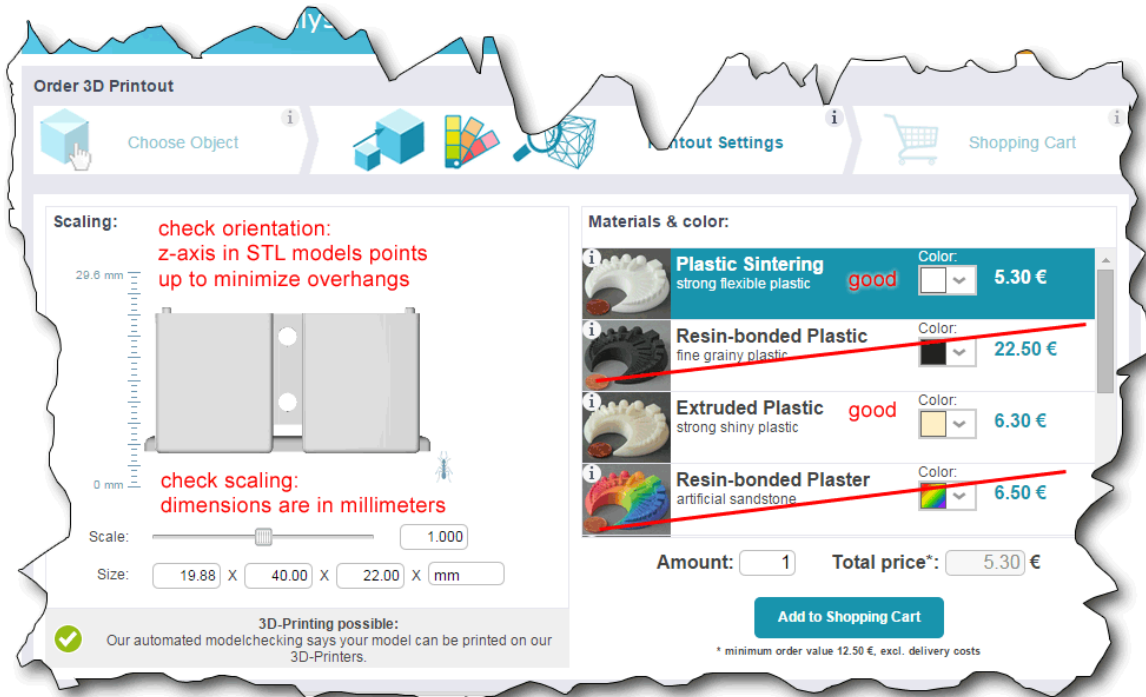 lys
Order 3D Printout
Choose Object
Printout Settings
Shopping Cart
Scaling:
check orientation:
z-axis in STL models points
up to minimize overhangs
29.6 mm
0 mm
check scaling:
dimensions are in millimeters
Scale:
1.000
Size:
19.88 X 40.00 X 22.00 X mm
3D-Printing possible:
Our automated modelchecking says your model can be printed on our
3D-Printers.
Materials & color:
Plastic Sintering
strong flexible plastic
good
Color:
5.30 €
Resin-bonded Plastic
fine grainy plastic
Color:
22.50 €
Extruded Plastic
strong shiny plastic
good
Color:
6.30 €
Resin-bonded Plaster
artificial sandstone
Color:
6.50 €
Amount: 1 Total price*: 5.30 €
Add to Shopping Cart
* minimum order value 12.50 €, excl. delivery costs